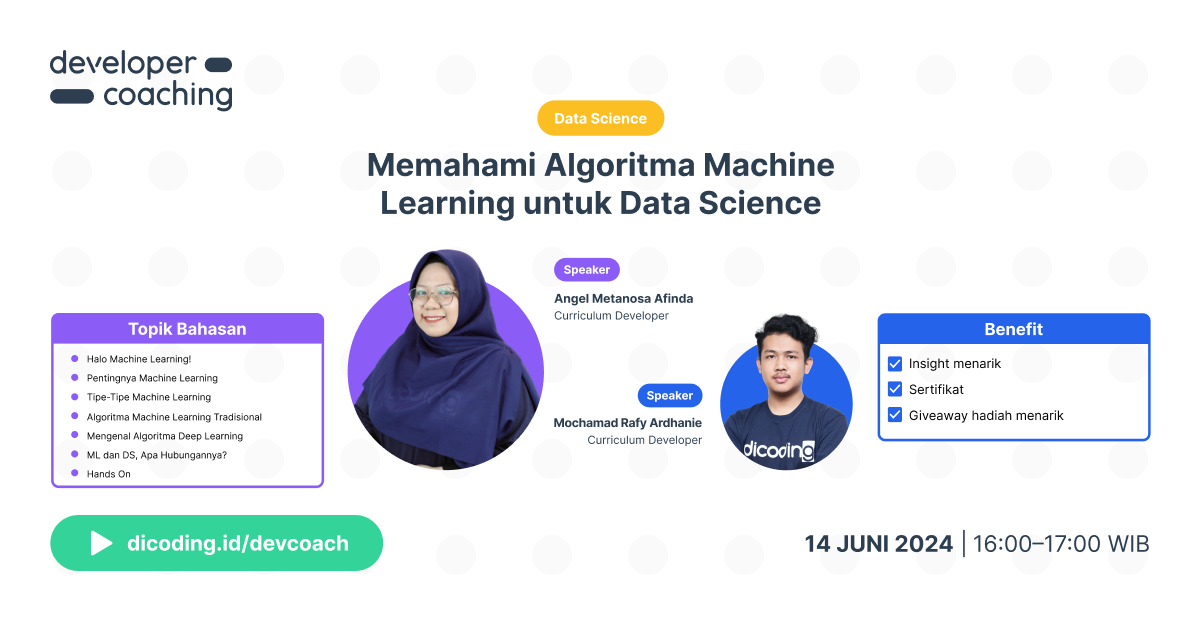 developer
coaching
Data Science
Memahami Algoritma Machine
Learning untuk Data Science
Topik Bahasan
Halo Machine Learning!
Pentingnya Machine Learning
Tipe-Tipe Machine Learning
Algoritma Machine Learning Tradisional
Mengenal Algoritma Deep Learning
ML dan DS, Apa Hubungannya?
Hands On
Speaker
Angel Metanosa Afinda
Curriculum Developer
Speaker
Mochamad Rafy Ardhanie
Curriculum Developer
dicoding
Benefit
Insight menarik
Sertifikat
Giveaway hadiah menarik
dicoding.id/devcoach
14 JUNI 2024 | 16:00–17:00 WIB